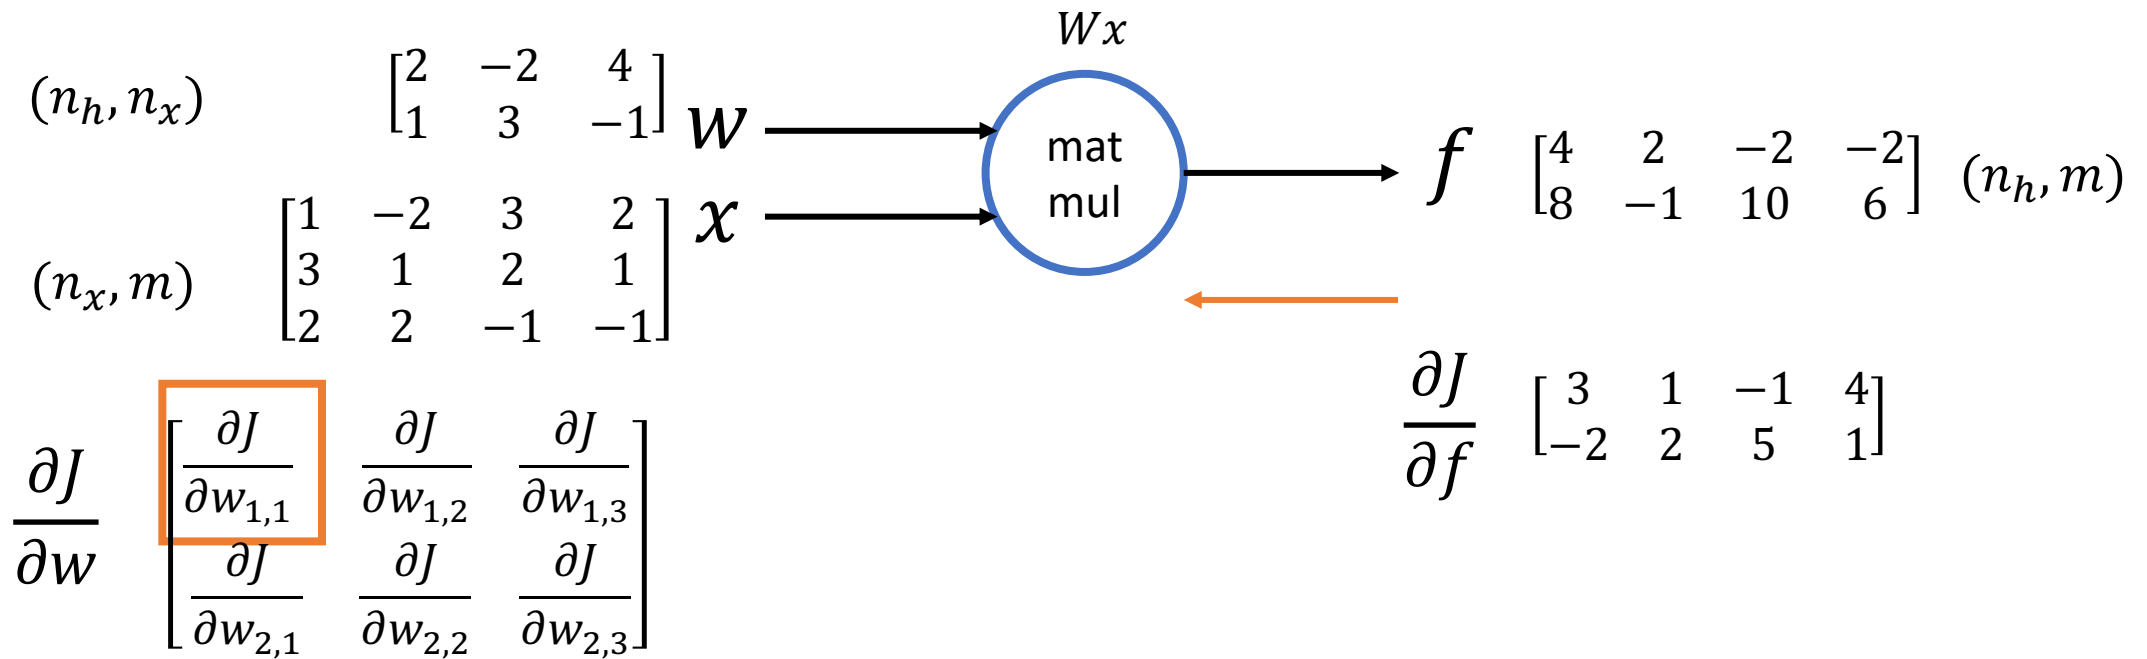 Wx
(n_h, n_x)
[2 −2 4
1 3 −1]
w
mat
mul
f
[4 2 −2 −2
8 −1 10 6]
(n_h, m)
(n_x, m)
[1 −2 3 2
3 1 2 1
2 2 −1 −1]
x
∂J/∂f
[3 1 −1 4
−2 2 5 1]
∂J/∂w
[∂J/∂w_{1,1} ∂J/∂w_{1,2} ∂J/∂w_{1,3}
∂J/∂w_{2,1} ∂J/∂w_{2,2} ∂J/∂w_{2,3}]